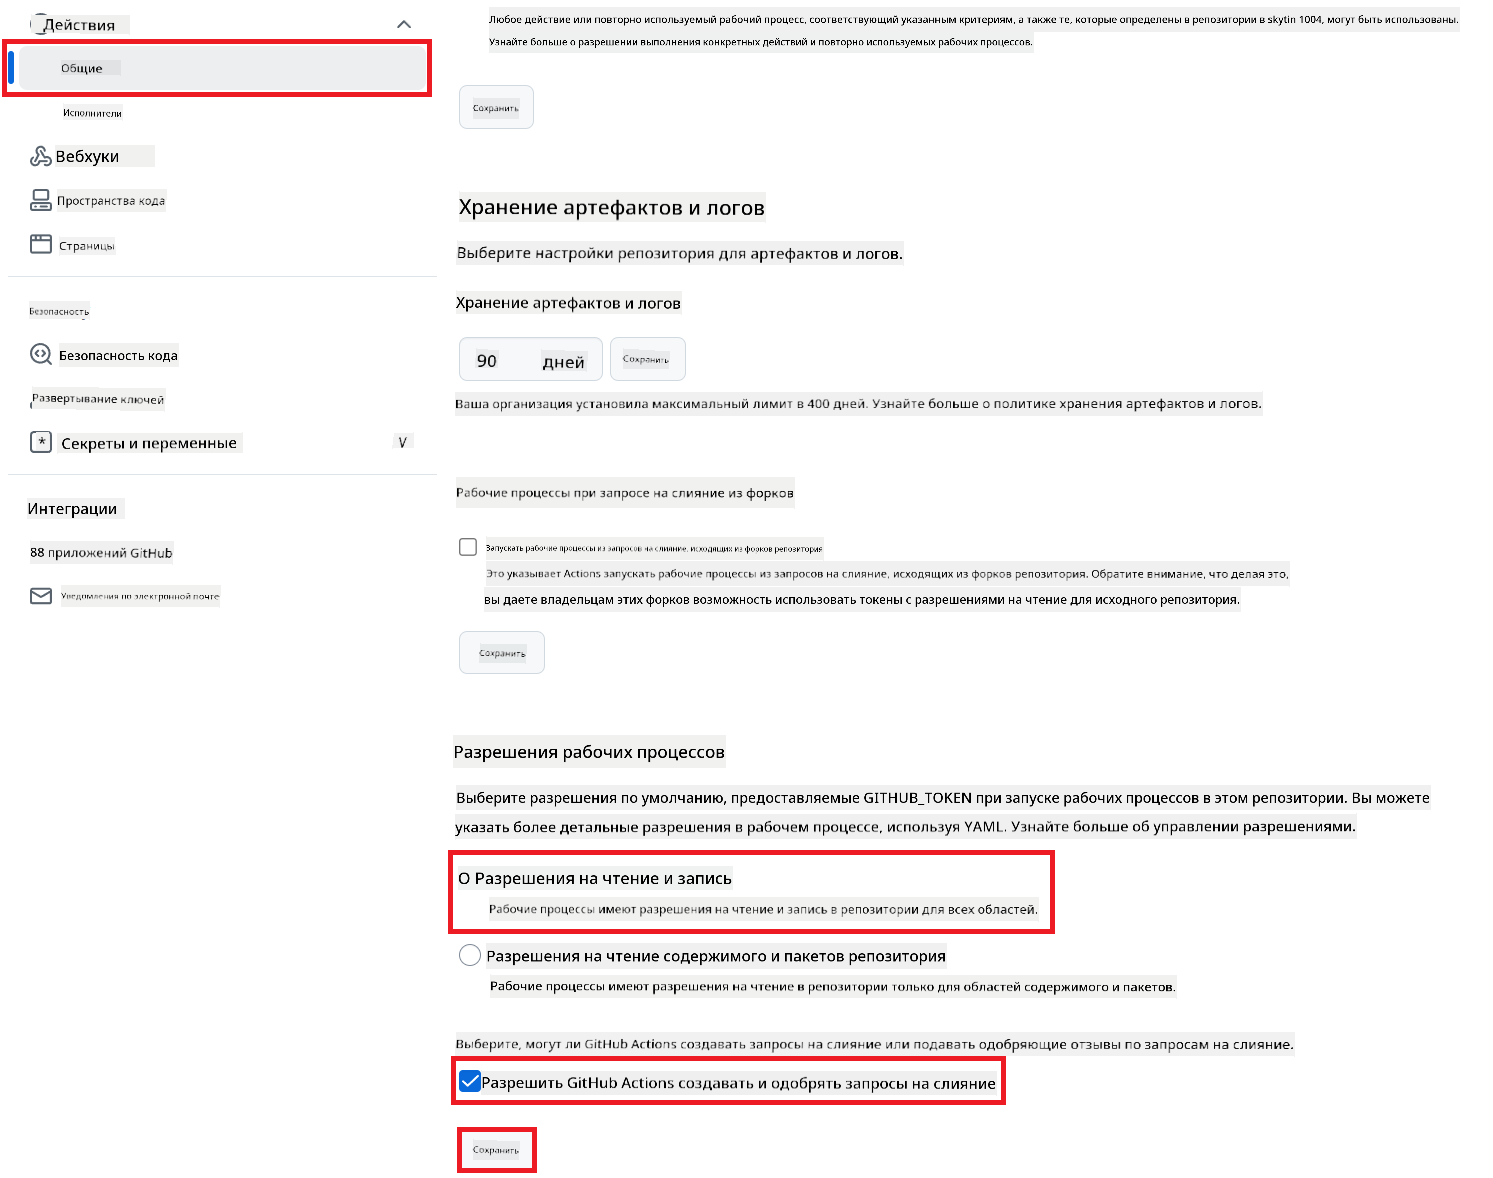 Действия
Общие
Исполнители
Вебхуки
Пространства кода
Страницы
Безопасность
Безопасность кода
Развертывание ключей
Секреты и переменные V
Интеграции
88 приложений GitHub
Уведомления по электронной почте
Любое действие или повторно используемый рабочий процесс, соответствующий указанным критериям, а также те, которые определены в репозитории в skytin 1004, могут быть использованы.
Узнайте больше о разрешении выполнения конкретных действий и повторно используемых рабочих процессов.
Сохранить
Хранение артефактов и логов
Выберите настройки репозитория для артефактов и логов.
Хранение артефактов и логов
90 дней Сохранить
Ваша организация установила максимальный лимит в 400 дней. Узнайте больше о политике хранения артефактов и логов.
Рабочие процессы при запросе на слияние из форков
Запускать рабочие процессы из запросов на слияние, исходящих из форков репозитория
Это указывает Actions запускать рабочие процессы из запросов на слияние, исходящих из форков репозитория. Обратите внимание, что делая это,
вы даете владельцам этих форков возможность использовать токены с разрешениями на чтение для исходного репозитория.
Сохранить
Разрешения рабочих процессов
Выберите разрешения по умолчанию, предоставляемые GITHUB_TOKEN при запуске рабочих процессов в этом репозитории. Вы можете
указать более детальные разрешения в рабочем процессе, используя YAML. Узнайте больше об управлении разрешениями.
О Разрешения на чтение и запись
Рабочие процессы имеют разрешения на чтение и запись в репозитории для всех областей.
Разрешения на чтение содержимого и пакетов репозитория
Рабочие процессы имеют разрешения на чтение в репозитории только для областей содержимого и пакетов.
Выберите, могут ли GitHub Actions создавать запросы на слияние или подавать одобряющие отзывы по запросам на слияние.
Разрешить GitHub Actions создавать и одобрять запросы на слияние
Сохранить